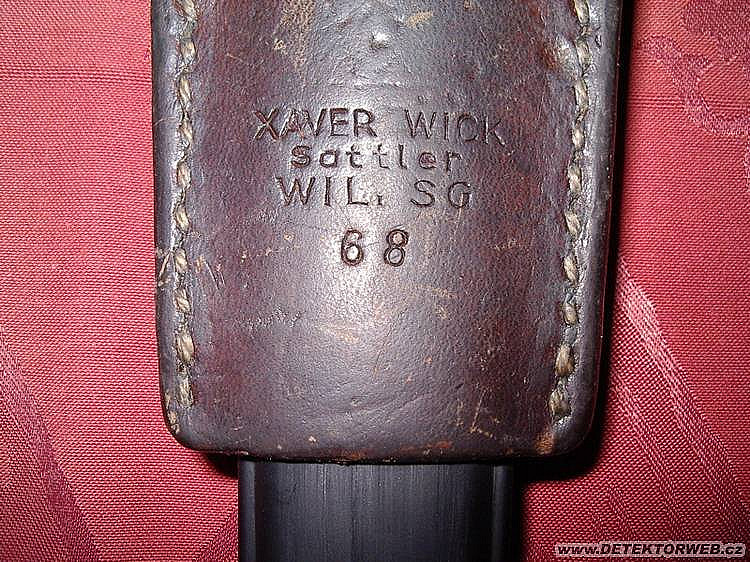 XAVER WICK
Sattler
WIL. SG
68
www.DETEKTORWEB.cz